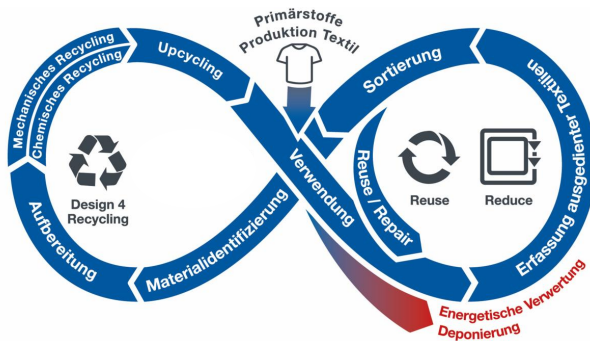 Primärstoffe
Produktion Textil
Mechanisches Recycling
Chemisches Recycling
Upcycling
Sortierung
Erfassung ausgedienter Textilien
Verwendung
Reuse / Repair
Reuse
Reduce
Design 4
Recycling
Aufbereitung
Materialidentifizierung
Energetische Verwertung
Deponierung